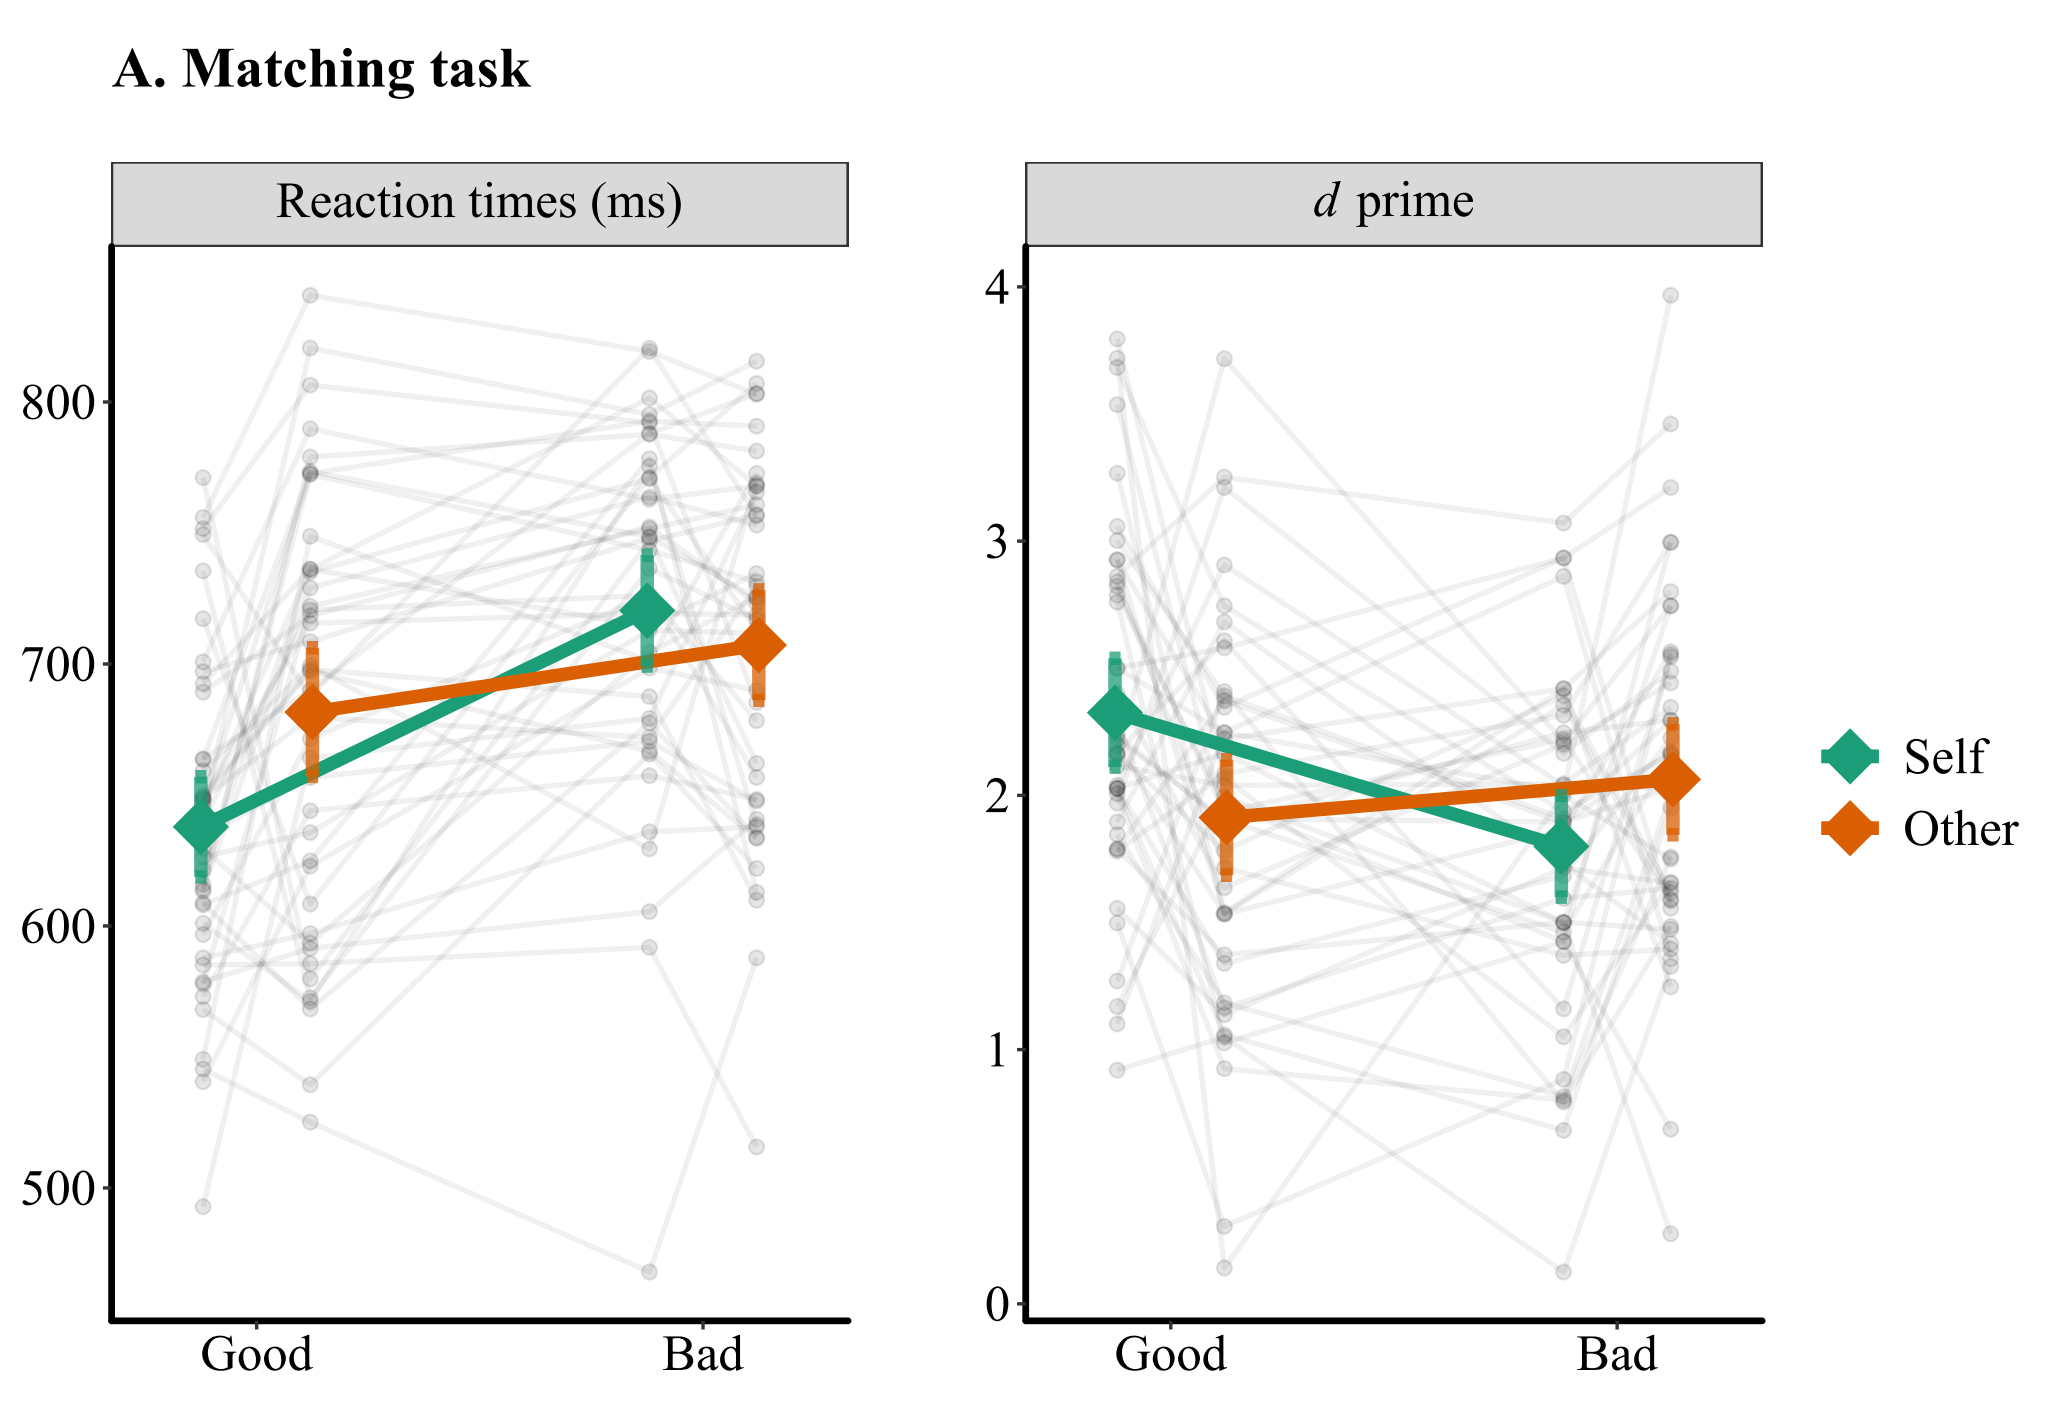 A. Matching task
Reaction times (ms)
d prime
800
700
600
500
4
3
2
1
0
Good
Bad
Good
Bad
Self
Other